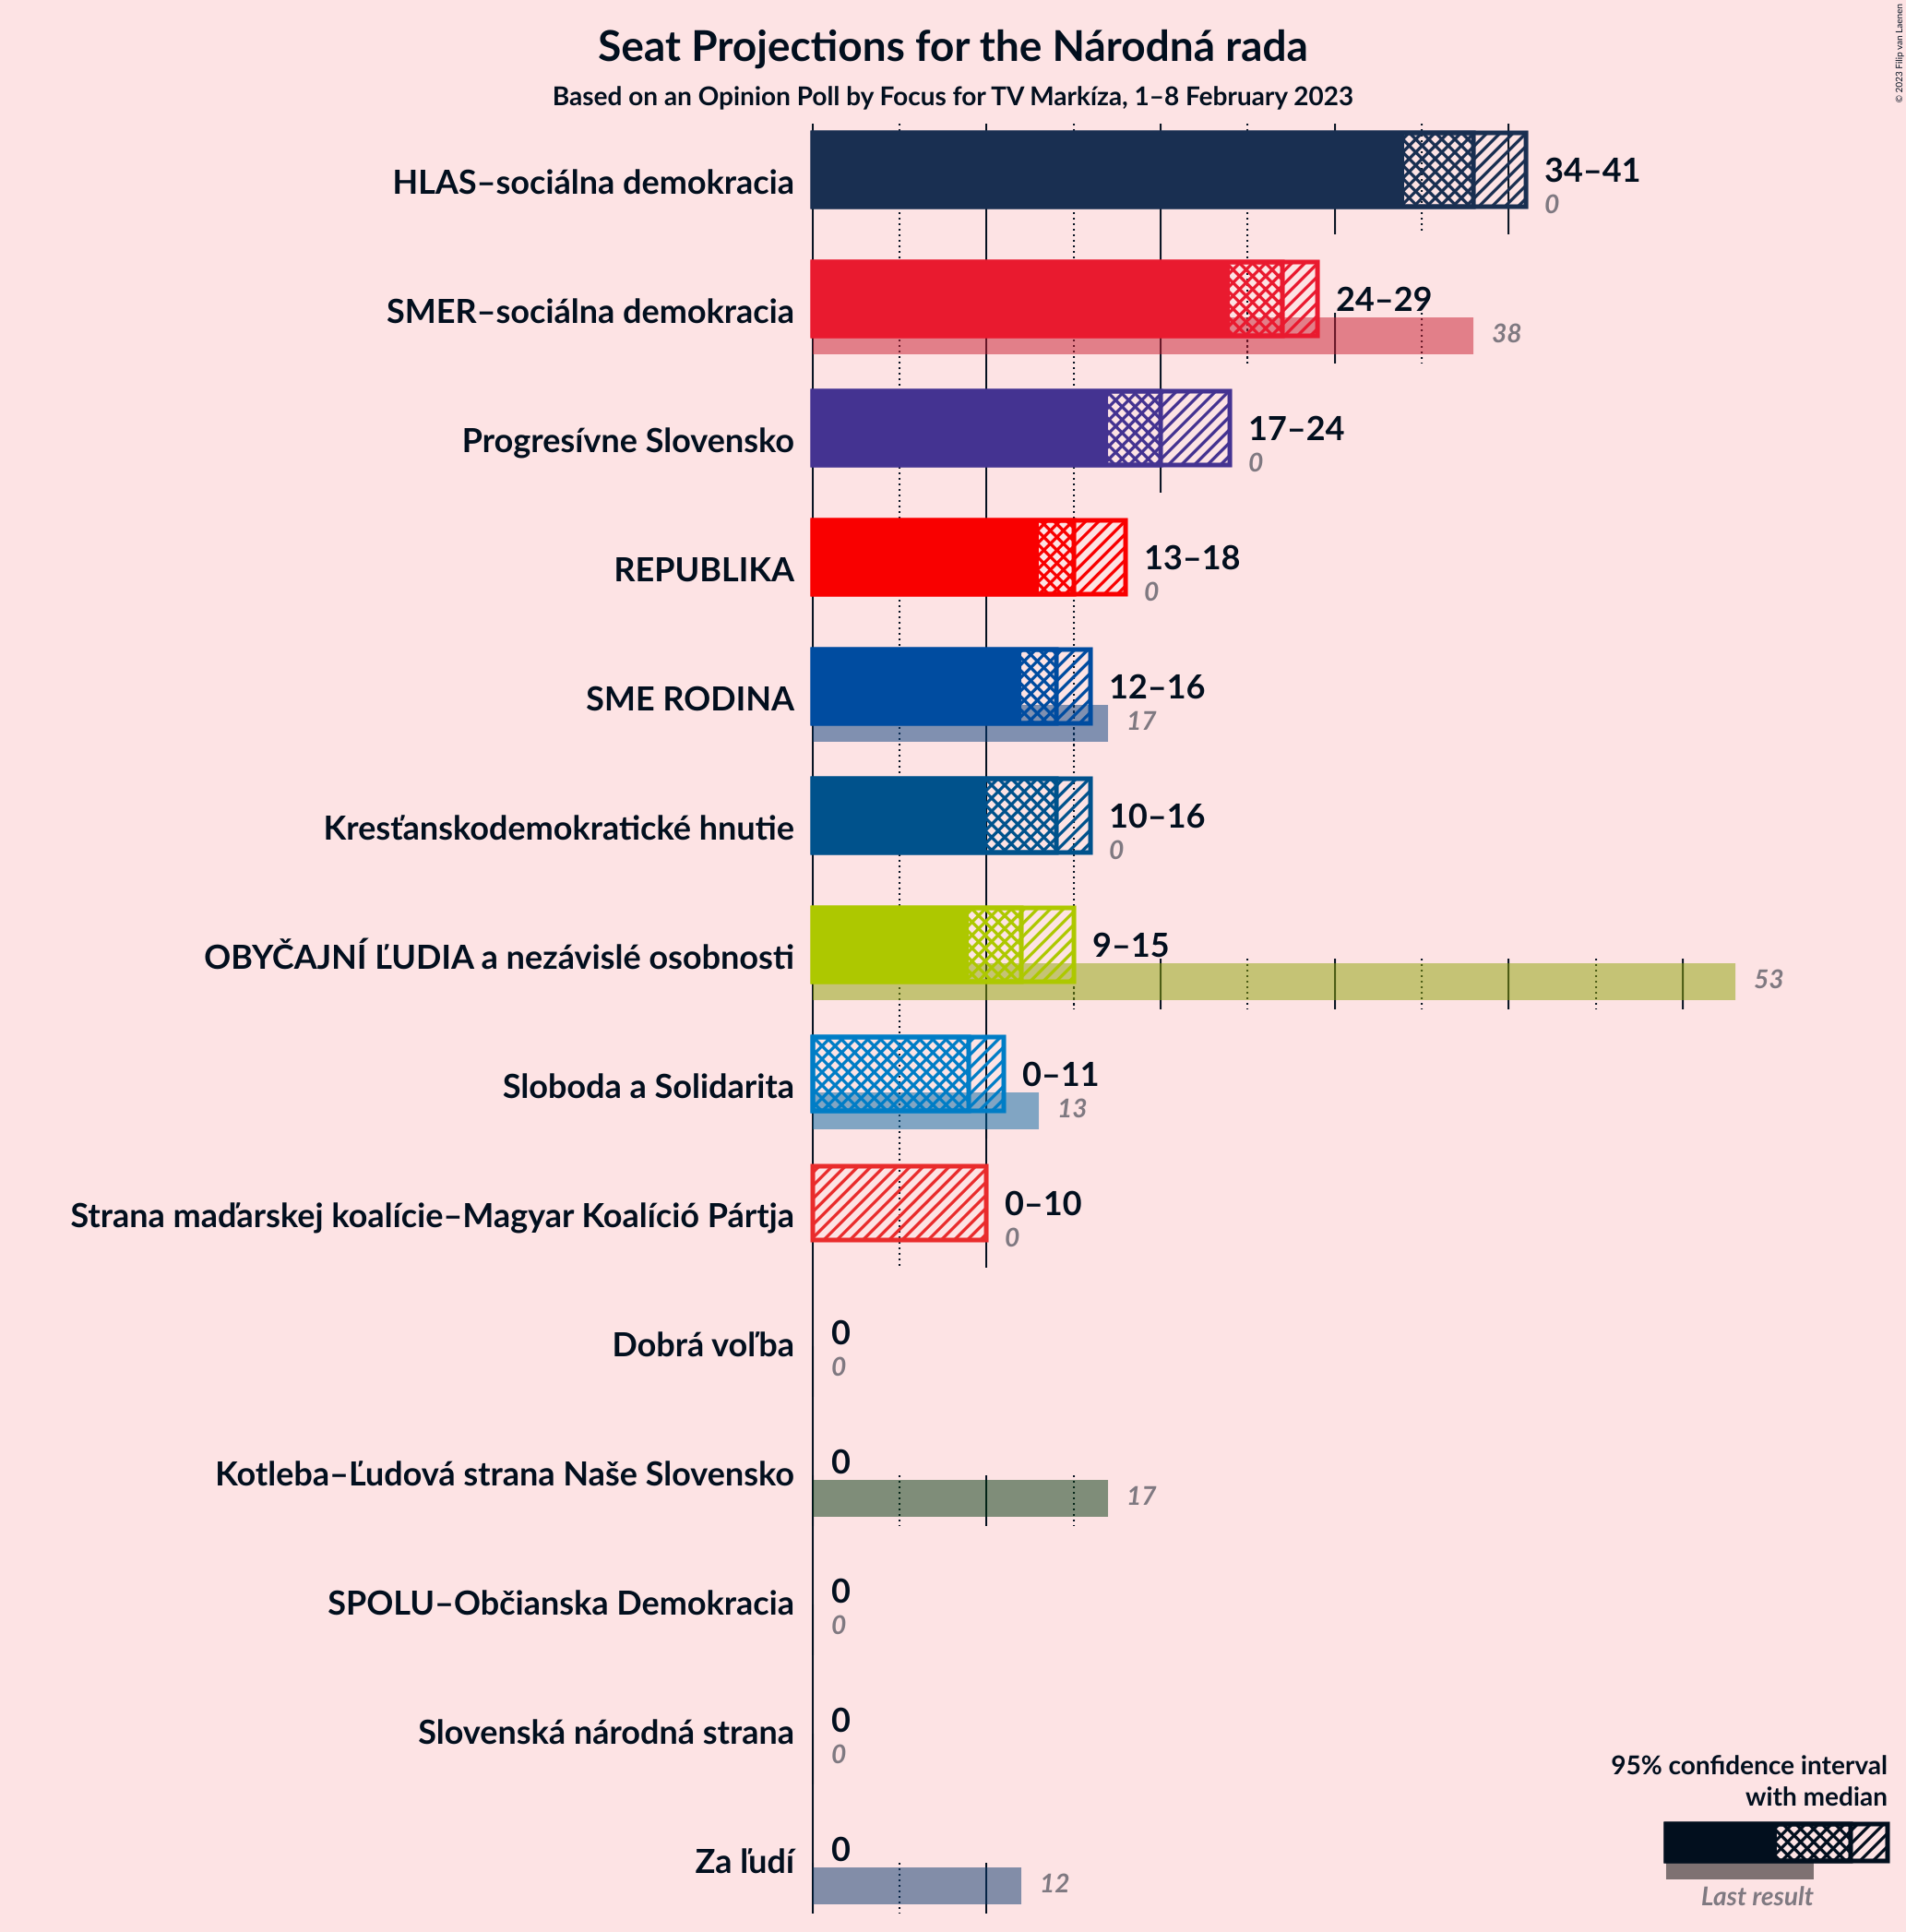 Seat Projections for the Národná rada
Based on an Opinion Poll by Focus for TV Markíza, 1–8 February 2023
© 2023 Filip van Laenen
HLAS–sociálna demokracia
34–41
0
SMER–sociálna demokracia
24–29
38
Progresívne Slovensko
17–24
0
REPUBLIKA
13–18
0
SME RODINA
12–16
17
Kresťanskodemokratické hnutie
10–16
0
OBYČAJNÍ ĽUDIA a nezávislé osobnosti
9–15
53
Sloboda a Solidarita
0–11
13
Strana maďarskej koalície–Magyar Koalíció Pártja
0–10
0
Dobrá voľba
0
0
Kotleba–Ľudová strana Naše Slovensko
0
17
SPOLU–Občianska Demokracia
0
0
Slovenská národná strana
0
0
Za ľudí
0
12
95% confidence interval
with median
Last result